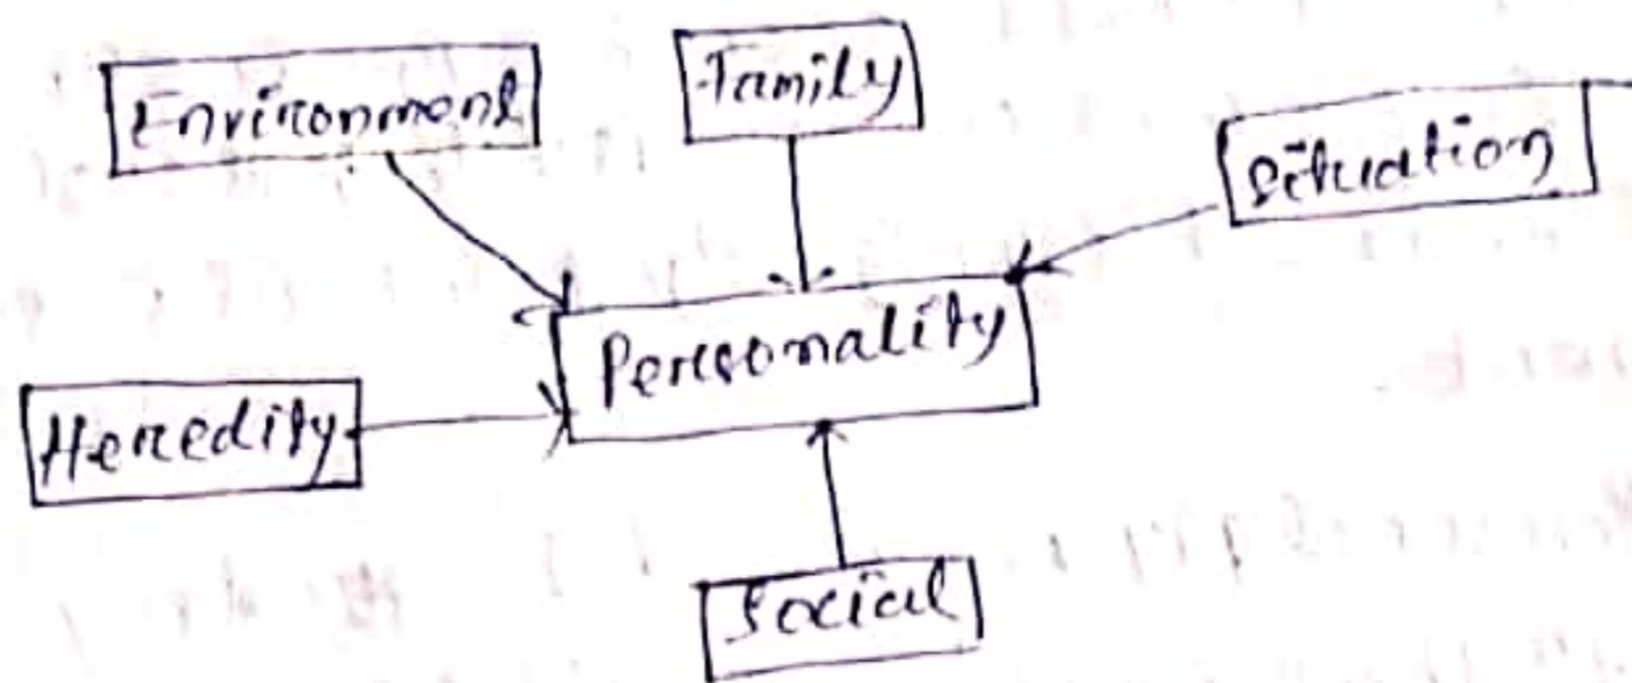 Environment
Family
Situation
Personality
Heredity
Social